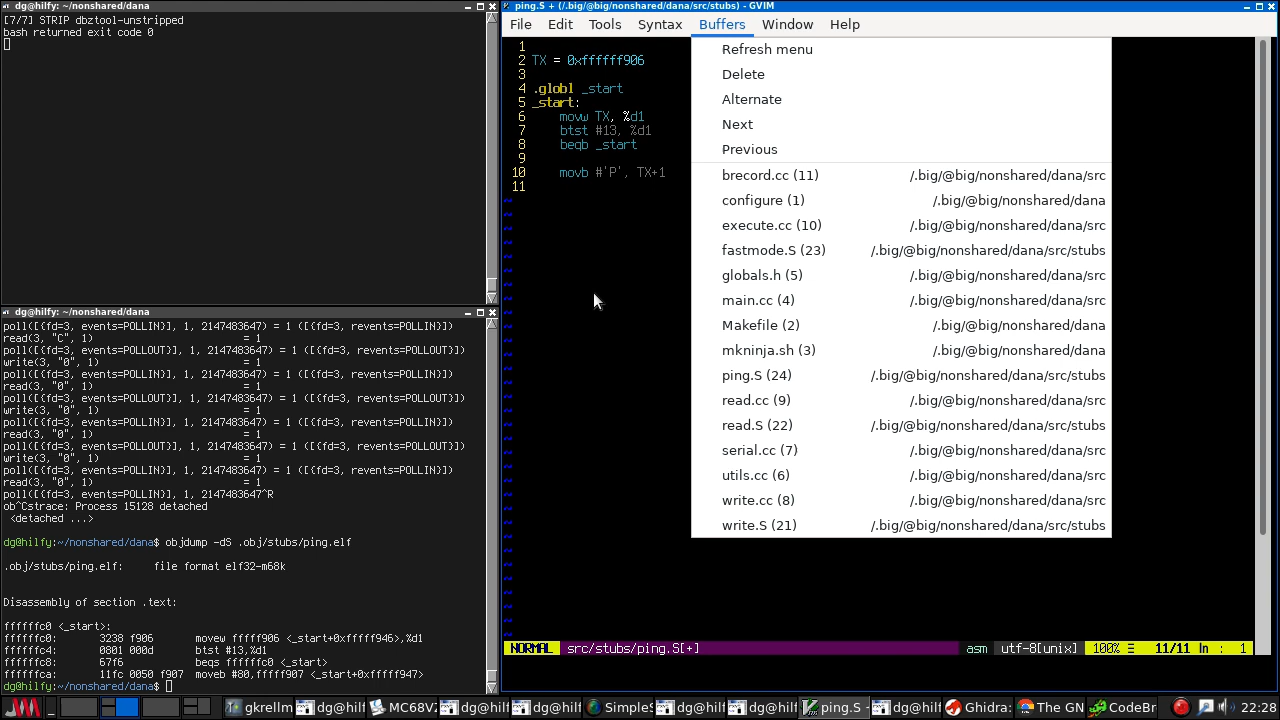 dg@hilfy: ~/nonshared/dana
[7/7] STRIP dbztool-unstripped
baps returned exit code 0
dg@hilfy: ~/nonshared/dana
poll([{fd=3, events=POLLIN}], 1, 2147483647) = 1 ([{fd=3, revents=POLLIN}])
read(3, "C", 1) = 1
poll([{fd=3, events=POLLOUT}], 1, 2147483647) = 1 ([{fd=3, revents=POLLOUT}])
write(3, "0", 1) = 1
poll([{fd=3, events=POLLIN}], 1, 2147483647) = 1 ([{fd=3, revents=POLLIN}])
read(3, "0", 1) = 1
poll([{fd=3, events=POLLOUT}], 1, 2147483647) = 1 ([{fd=3, revents=POLLOUT}])
write(3, "0", 1) = 1
poll([{fd=3, events=POLLIN}], 1, 2147483647) = 1 ([{fd=3, revents=POLLIN}])
read(3, "0", 1) = 1
poll([{fd=3, events=POLLOUT}], 1, 2147483647) = 1 ([{fd=3, revents=POLLOUT}])
write(3, "0", 1) = 1
poll([{fd=3, events=POLLIN}], 1, 2147483647) = 1 ([{fd=3, revents=POLLIN}])
read(3, "0", 1) = 1
poll([{fd=3, events=POLLOUT}], 1, 2147483647^R
ob^Cstrace: Process 15128 detached
<detached ...>
dg@hilfy:~/nonshared/dana$ objdump -dS .obj/stubs/ping.elf
.obj/stubs/ping.elf: file format elf32-m68k
Disassembly of section .text:
ffffffc0 <_start>:
ffffffc0: 3238 f906 movew fffff906 <_start+0xfffff946>,%d1
ffffffc4: 0801 000d btst #13,%d1
ffffffc8: 67f6 beqs ffffffc0 <_start>
ffffffca: 11fc 0050 f907 moveb #80,fffff907 <_start+0xfffff947>
dg@hilfy:~/nonshared/dana$
ping.S + (/.big/@big/nonshared/dana/src/stubs) - GVIM
File Edit Tools Syntax Buffers Window Help
1
2 TX = 0xffffff906
3
4 .globl _start
5 _start:
6 movw TX, %d1
7 btst #13, %d1
8 beqb _start
9
10 movb #'P', TX+1
11
Refresh menu
Delete
Alternate
Next
Previous
brecord.cc (11) /.big/@big/nonshared/dana/src
configure (1) /.big/@big/nonshared/dana
execute.cc (10) /.big/@big/nonshared/dana/src
fastmode.S (23) /.big/@big/nonshared/dana/src/stubs
globals.h (5) /.big/@big/nonshared/dana/src
main.cc (4) /.big/@big/nonshared/dana/src
Makefile (2) /.big/@big/nonshared/dana
mkninja.sh (3) /.big/@big/nonshared/dana
ping.S (24) /.big/@big/nonshared/dana/src/stubs
read.cc (9) /.big/@big/nonshared/dana/src
read.S (22) /.big/@big/nonshared/dana/src/stubs
serial.cc (7) /.big/@big/nonshared/dana/src
utils.cc (6) /.big/@big/nonshared/dana/src
write.cc (8) /.big/@big/nonshared/dana/src
write.S (21) /.big/@big/nonshared/dana/src/stubs
NORMAL src/stubs/ping.S[+] asm utf-8[unix] 100% 11/11 ln : 1
gkrellm dg@hilf MC68V dg@hilf dg@hilf Simple dg@hilf dg@hilf ping.S - dg@hilf Ghidra: The GN CodeBr 22:28